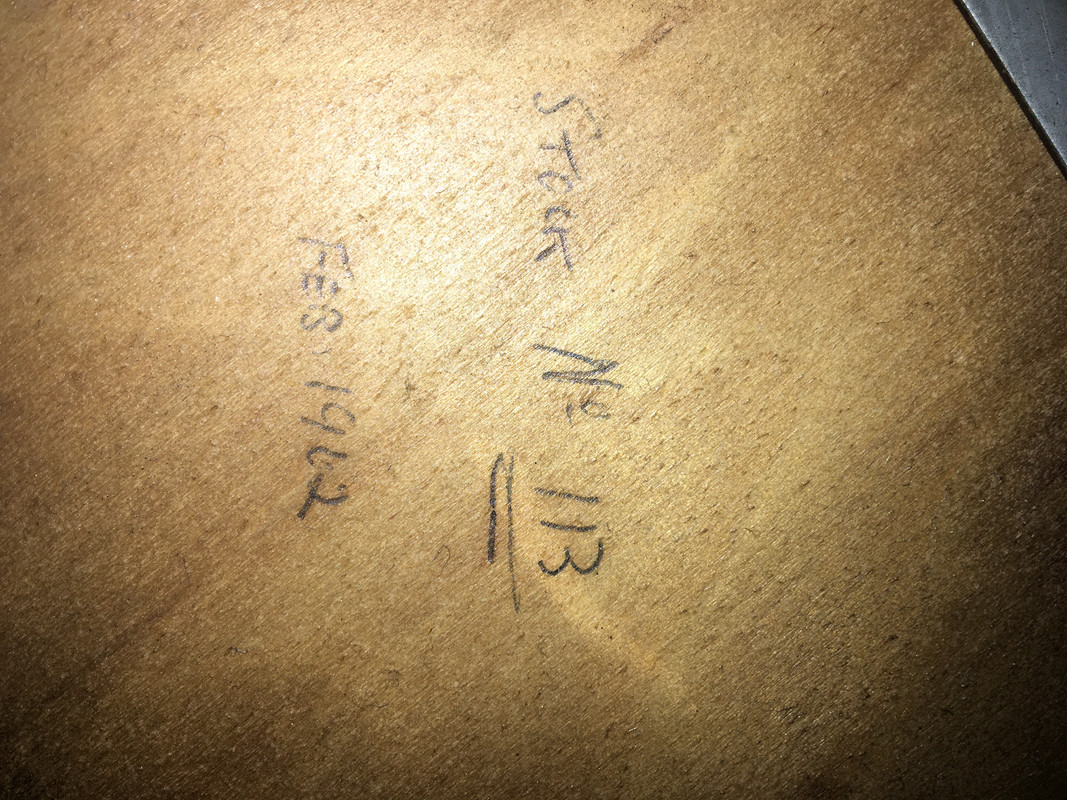 STOCK Nº 113
FEB, 1962